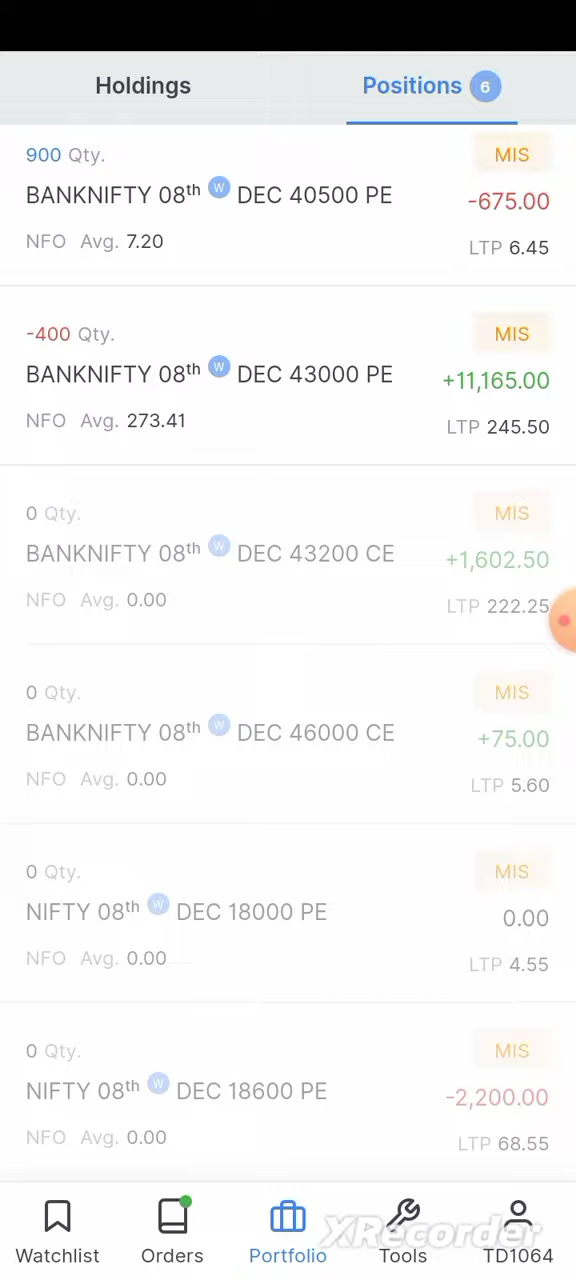 Holdings
Positions 6
900 Qty.
MIS
BANKNIFTY 08th W DEC 40500 PE
-675.00
NFO Avg. 7.20
LTP 6.45
-400 Qty.
MIS
BANKNIFTY 08th W DEC 43000 PE
+11,165.00
NFO Avg. 273.41
LTP 245.50
0 Qty.
MIS
BANKNIFTY 08th W DEC 43200 CE
+1,602.50
NFO Avg. 0.00
LTP 222.25
0 Qty.
MIS
BANKNIFTY 08th W DEC 46000 CE
+75.00
NFO Avg. 0.00
LTP 5.60
0 Qty.
MIS
NIFTY 08th W DEC 18000 PE
0.00
NFO Avg. 0.00
LTP 4.55
0 Qty.
MIS
NIFTY 08th W DEC 18600 PE
-2,200.00
NFO Avg. 0.00
LTP 68.55
XRecorder
Watchlist
Orders
Portfolio
Tools
TD1064